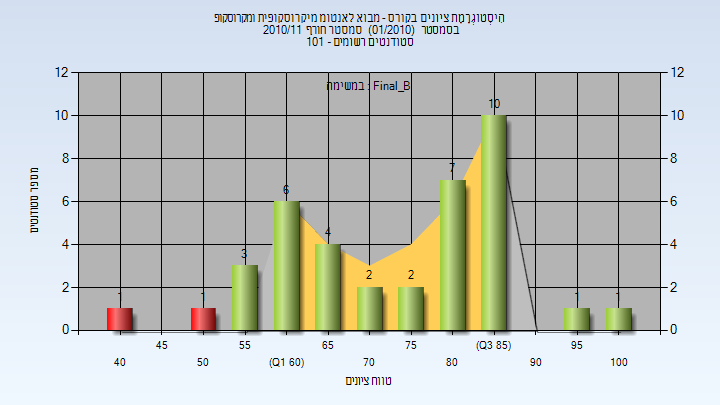 היסטוגרמת ציונים בקורס - מבוא לאנטומ מיקרוסקופית ומקרוסקופ
בסמסטר (01/2010) סמסטר חורף 2010/11
סטודנטים רשומים - 101
במשימה : Final_B
מספר סטודנטים
12 12
10 10
8 8
6 6
4 4
2 2
0 0
1 1 3 6 4 2 2 7 10 1 1
45 55 65 75 (Q3 85) 95
40 50 (Q1 60) 70 80 90 100
טווח ציונים